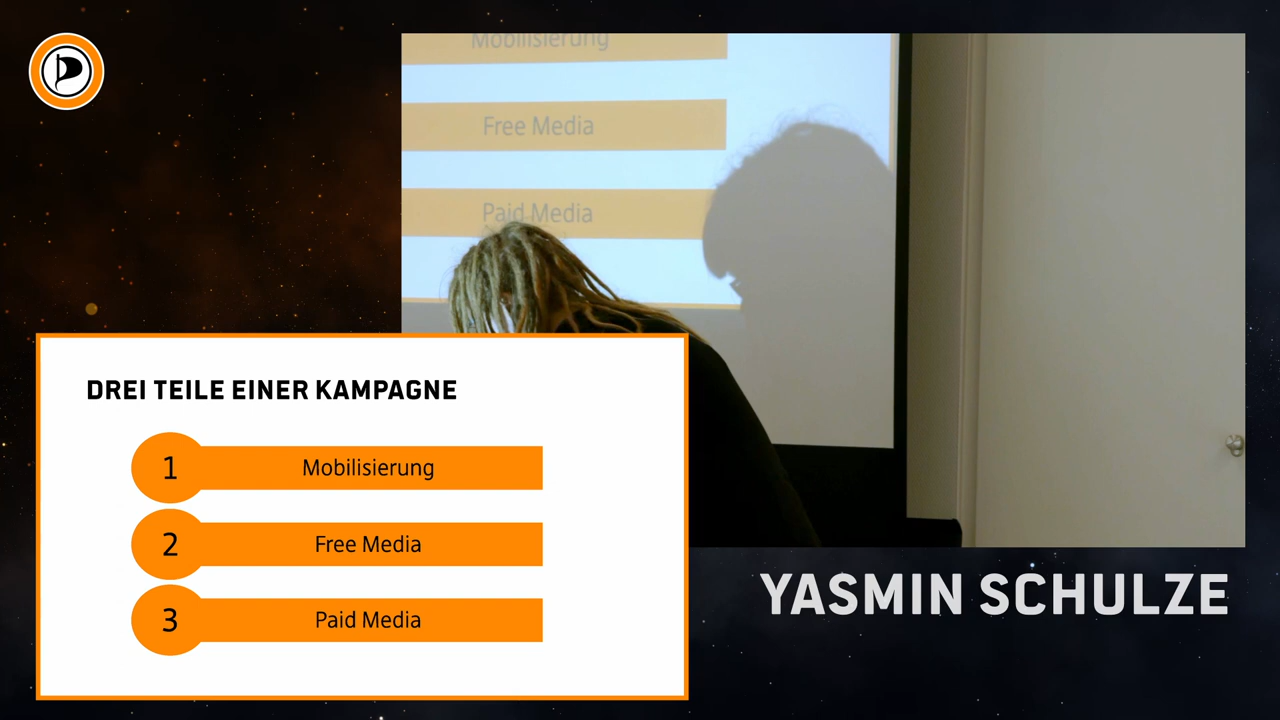 Mobilisierung
Free Media
Paid Media
DREI TEILE EINER KAMPAGNE
1 Mobilisierung
2 Free Media
3 Paid Media
YASMIN SCHULZE